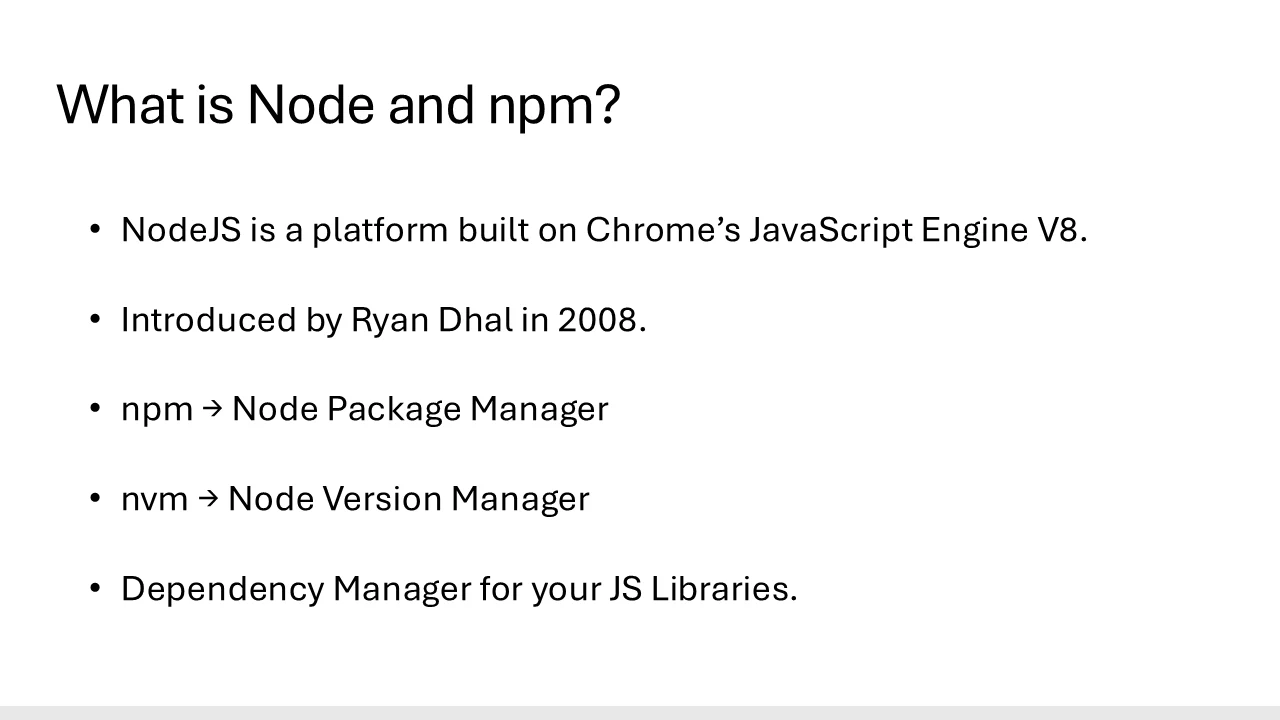 What is Node and npm?
• NodeJS is a platform built on Chrome’s JavaScript Engine V8.
• Introduced by Ryan Dhal in 2008.
• npm → Node Package Manager
• nvm → Node Version Manager
• Dependency Manager for your JS Libraries.